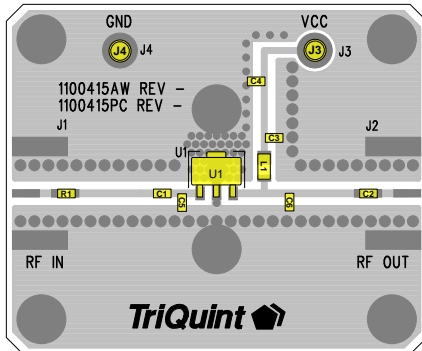 GND
VCC
J4 J4
J3 J3
C4
1100415AW REV -
1100415PC REV -
J1
C3
J2
U1
U1
L1
R1
C1
C5
C6
C2
RF IN
RF OUT
TriQuint